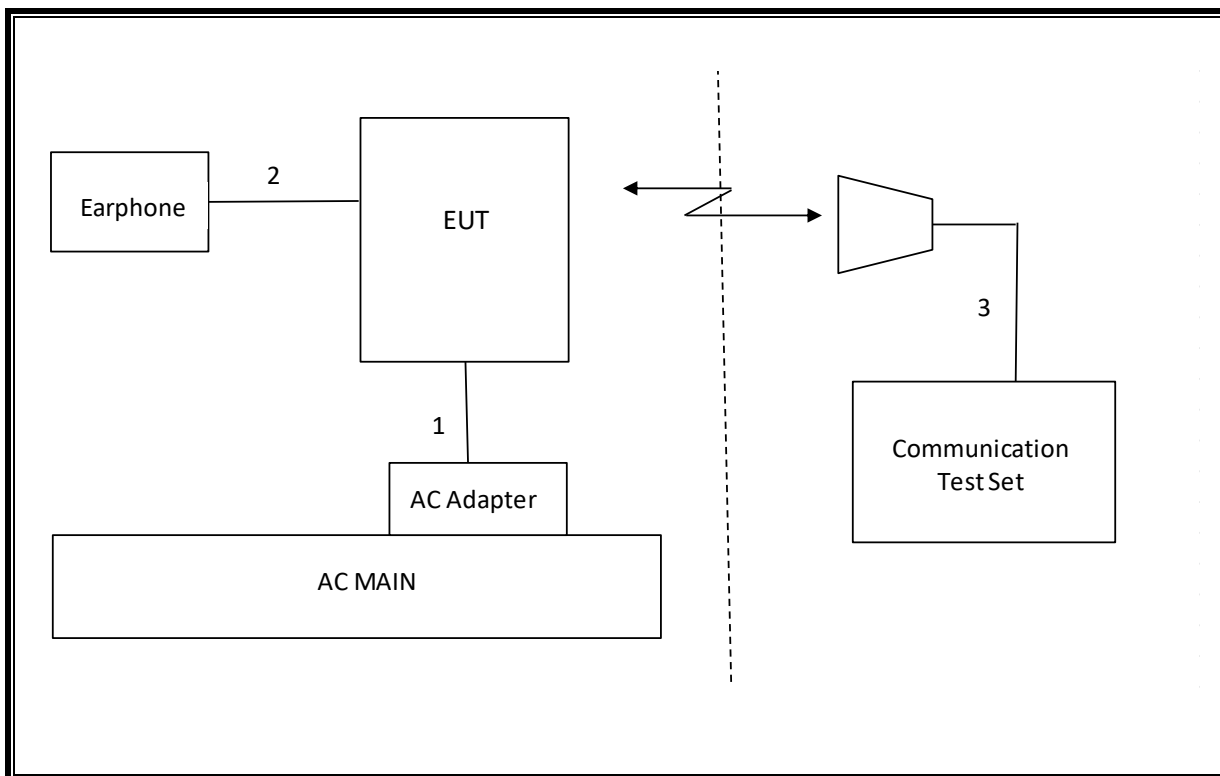 2
Earphone
EUT
3
1
Communication
Test Set
AC Adapter
AC MAIN